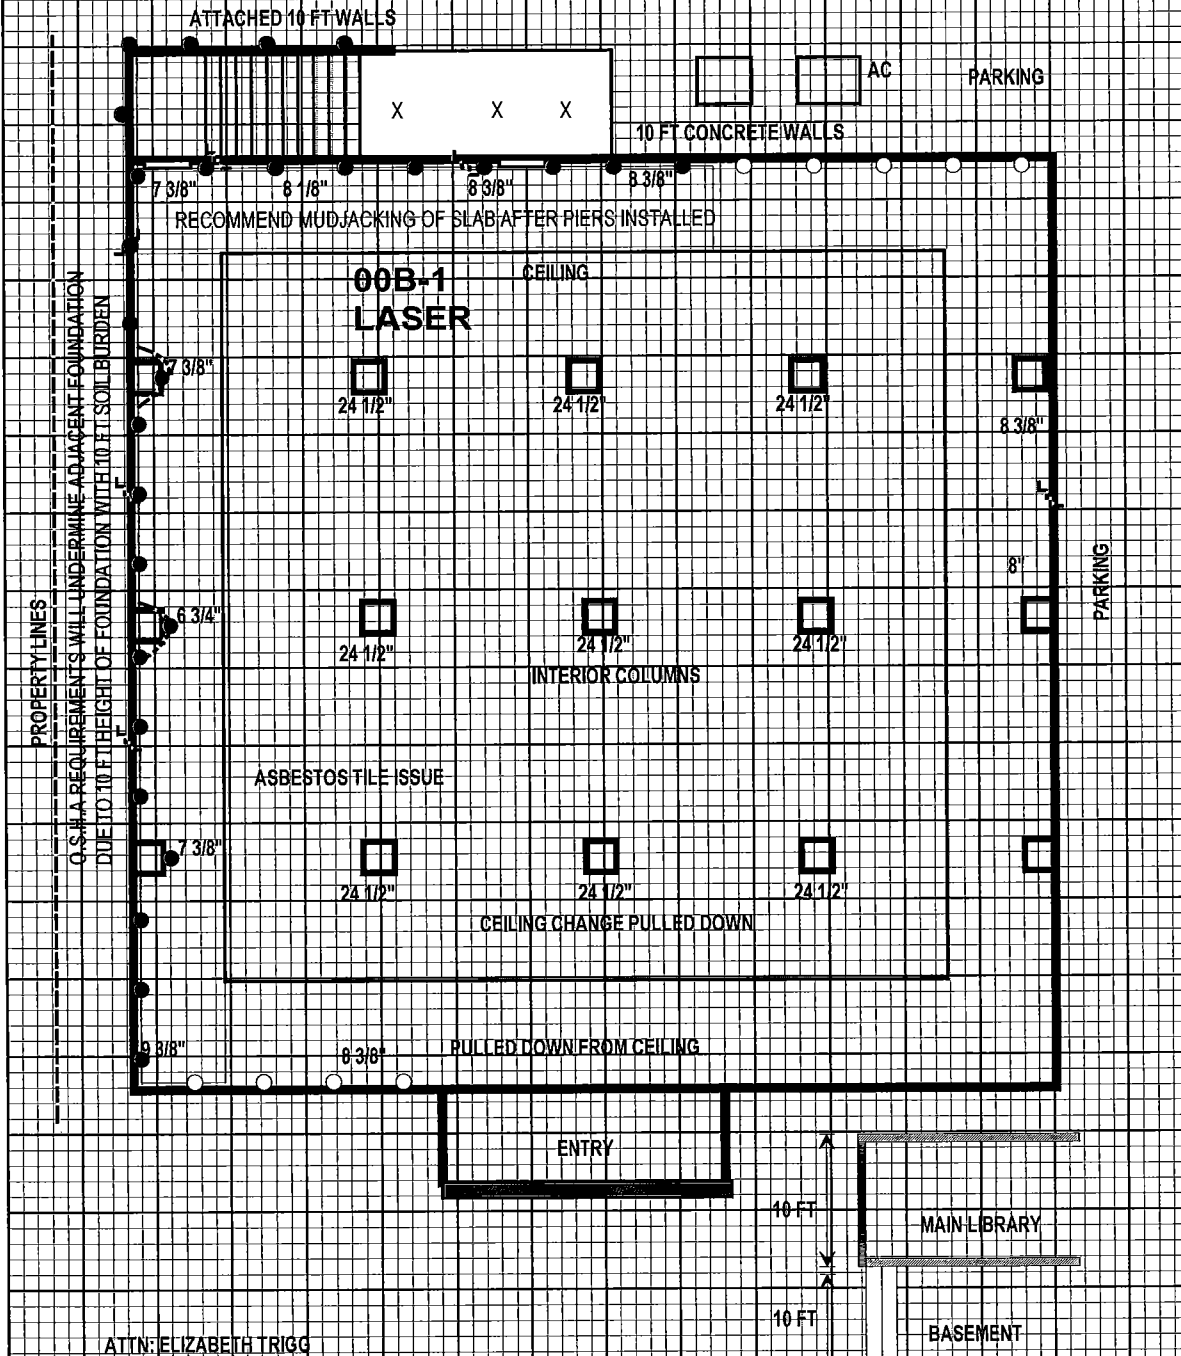 ATTACHED 10 FT WALLS
AC
PARKING
X X X
10 FT CONCRETE WALLS
7 3/8" 8 1/8" 8 3/8" 8 3/8"
RECOMMEND MUDJACKING OF SLAB AFTER PIERS INSTALLED
CEILING
00B-1
LASER
7 3/8"
24 1/2" 24 1/2" 24 1/2"
8 3/8"
8"
PARKING
PROPERTY LINES
O.S.H.A REQUIREMENTS WILL UNDERMINE ADJACENT FOUNDATION
DUE TO 10 FT HEIGHT OF FOUNDATION WITH 10 FT SOIL BURDEN
6 3/4"
24 1/2" 24 1/2" 24 1/2"
INTERIOR COLUMNS
ASBESTOS TILE ISSUE
7 3/8"
24 1/2" 24 1/2" 24 1/2"
CEILING CHANGE PULLED DOWN
9 3/8" 8 3/8" PULLED DOWN FROM CEILING
ENTRY
10 FT
MAIN LIBRARY
10 FT
BASEMENT
ATTN: ELIZABETH TRIGG